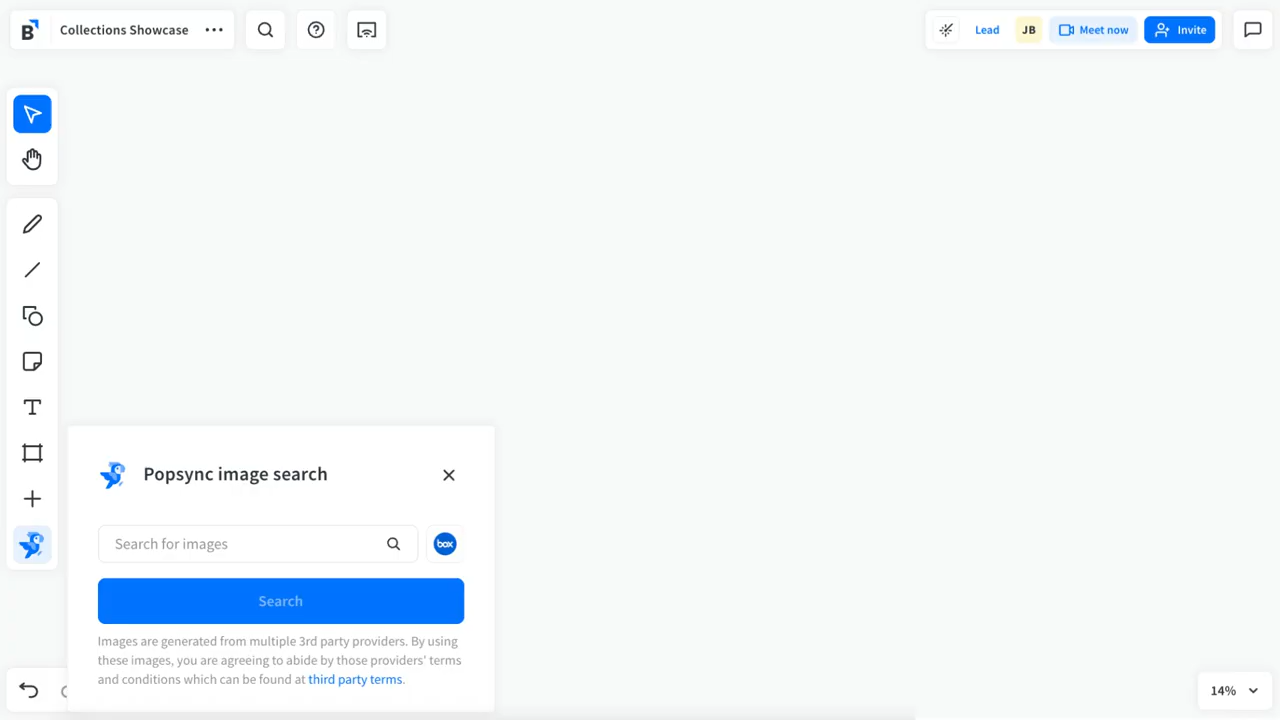 B Collections Showcase
Lead JB Meet now Invite
Popsync image search
Search for images box
Search
Images are generated from multiple 3rd party providers. By using
these images, you are agreeing to abide by those providers' terms
and conditions which can be found at third party terms.
14%